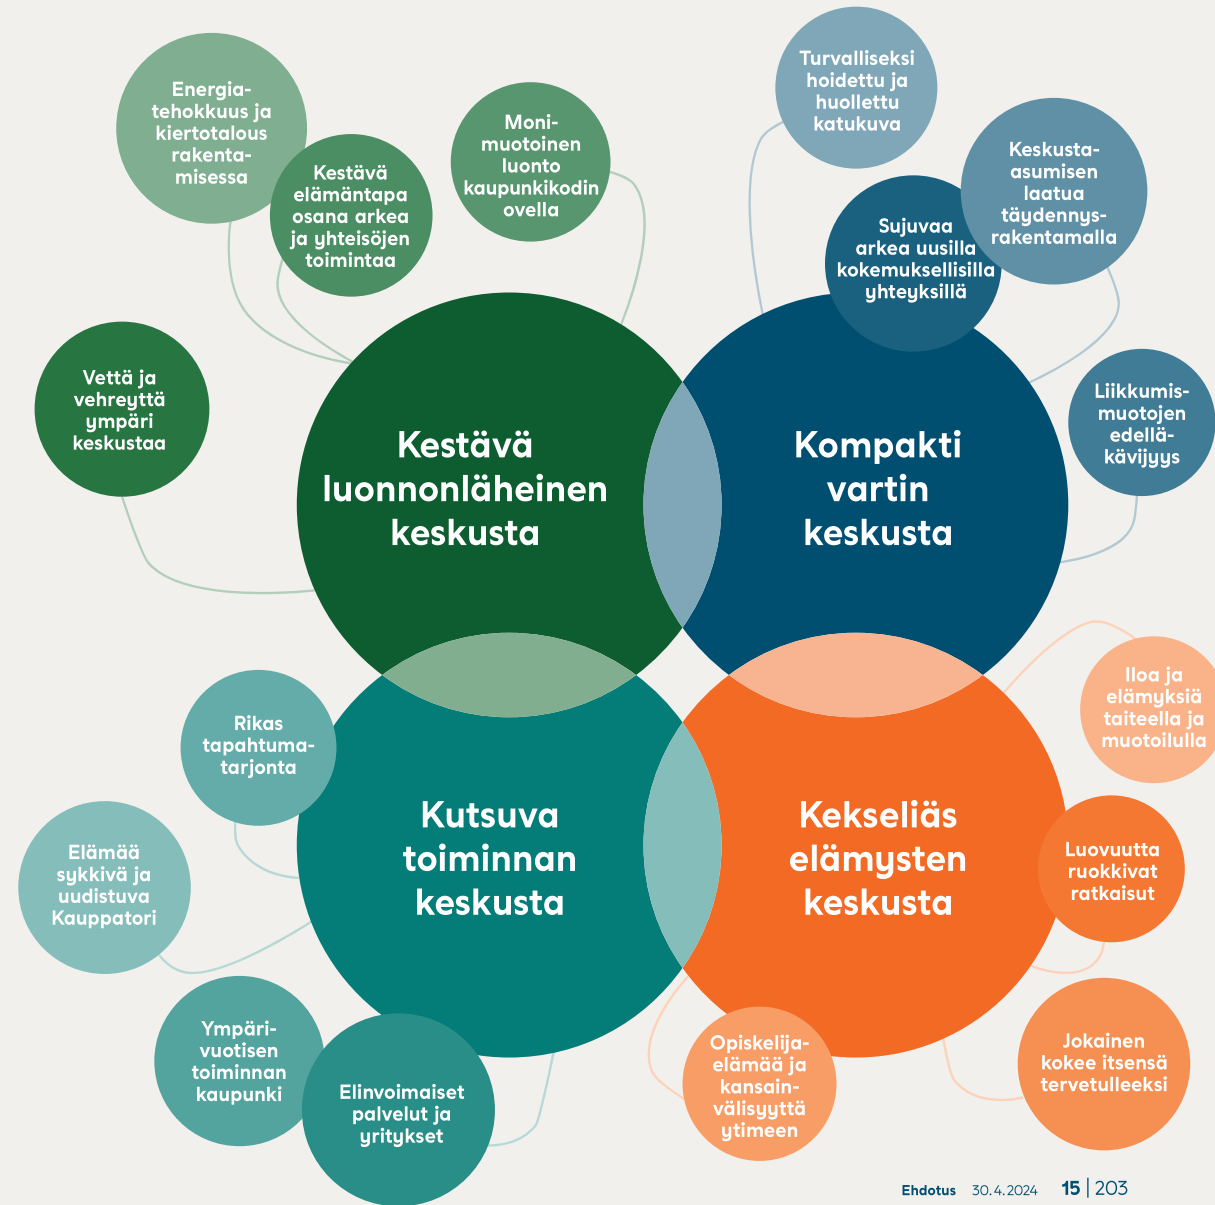 Energia-
tehokkuus ja
kiertotalous
rakenta-
misessa
Kestävä
elämäntapa
osana arkea
ja yhteisöjen
toimintaa
Moni-
muotoinen
luonto
kaupunkikodin
ovella
Vettä ja
vehreyttä
ympäri
keskustaa
Kestävä
luonnonläheinen
keskusta
Turvalliseksi
hoidettu ja
huollettu
katukuva
Sujuvaa
arkea uusilla
kokemuksellisilla
yhteyksillä
Keskusta-
asumisen
laatua
täydennys-
rakentamalla
Liikkumis-
muotojen
edellä-
kävijyys
Kompakti
vartin
keskusta
Rikas
tapahtuma-
tarjonta
Elämää
sykkivä ja
uudistuva
Kauppatori
Ympäri-
vuotisen
toiminnan
kaupunki
Elinvoimaiset
palvelut ja
yritykset
Kutsuva
toiminnan
keskusta
Iloa ja
elämyksiä
taiteella ja
muotoilulla
Luovuutta
ruokkivat
ratkaisut
Jokainen
kokee itsensä
tervetulleeksi
Opiskelija-
elämää ja
kansain-
välisyyttä
ytimeen
Kekseliäs
elämysten
keskusta
Ehdotus 30.4.2024 15 | 203